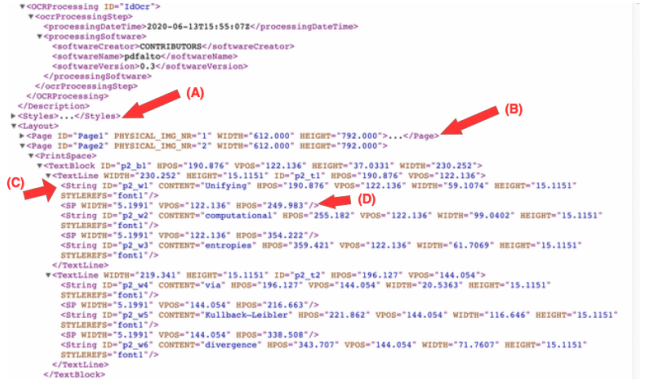 ▼<OCRProcessing ID="IdOcr">
▼<ocrProcessingStep>
<processingDateTime>2020-06-13T15:55:07Z</processingDateTime>
▼<processingSoftware>
<softwareCreator>CONTRIBUTORS</softwareCreator>
<softwareName>pdfalto</softwareName>
<softwareVersion>0.3</softwareVersion>
</processingSoftware>
</ocrProcessingStep>
</OCRProcessing>
</Description>
(A)
▶<Styles>...</Styles>
(B)
▼<Layout>
▶<Page ID="Page1" PHYSICAL_IMG_NR="1" WIDTH="612.000" HEIGHT="792.000">...</Page>
▼<Page ID="Page2" PHYSICAL_IMG_NR="2" WIDTH="612.000" HEIGHT="792.000">
▼<PrintSpace>
▼<TextBlock ID="p2_b1" HPOS="190.876" VPOS="122.136" HEIGHT="37.0331" WIDTH="230.252">
▼<TextLine WIDTH="230.252" HEIGHT="15.1151" ID="p2_t1" HPOS="190.876" VPOS="122.136">
(C)
<String ID="p2_w1" CONTENT="Unifying" HPOS="190.876" VPOS="122.136" WIDTH="59.1074" HEIGHT="15.1151"
STYLEREFS="font1"/>
(D)
<SP WIDTH="5.1991" VPOS="122.136" HPOS="249.983"/>
<String ID="p2_w2" CONTENT="computational" HPOS="255.182" VPOS="122.136" WIDTH="99.0402" HEIGHT="15.1151"
STYLEREFS="font1"/>
<SP WIDTH="5.1991" VPOS="122.136" HPOS="354.222"/>
<String ID="p2_w3" CONTENT="entropies" HPOS="359.421" VPOS="122.136" WIDTH="61.7069" HEIGHT="15.1151"
STYLEREFS="font1"/>
</TextLine>
▼<TextLine WIDTH="219.341" HEIGHT="15.1151" ID="p2_t2" HPOS="196.127" VPOS="144.054">
<String ID="p2_w4" CONTENT="via" HPOS="196.127" VPOS="144.054" WIDTH="20.5363" HEIGHT="15.1151"
STYLEREFS="font1"/>
<SP WIDTH="5.1991" VPOS="144.054" HPOS="216.663"/>
<String ID="p2_w5" CONTENT="Kullback–Leibler" HPOS="221.862" VPOS="144.054" WIDTH="116.646" HEIGHT="15.1151"
STYLEREFS="font1"/>
<SP WIDTH="5.1991" VPOS="144.054" HPOS="338.508"/>
<String ID="p2_w6" CONTENT="divergence" HPOS="343.707" VPOS="144.054" WIDTH="71.7607" HEIGHT="15.1151"
STYLEREFS="font1"/>
</TextLine>
</TextBlock>